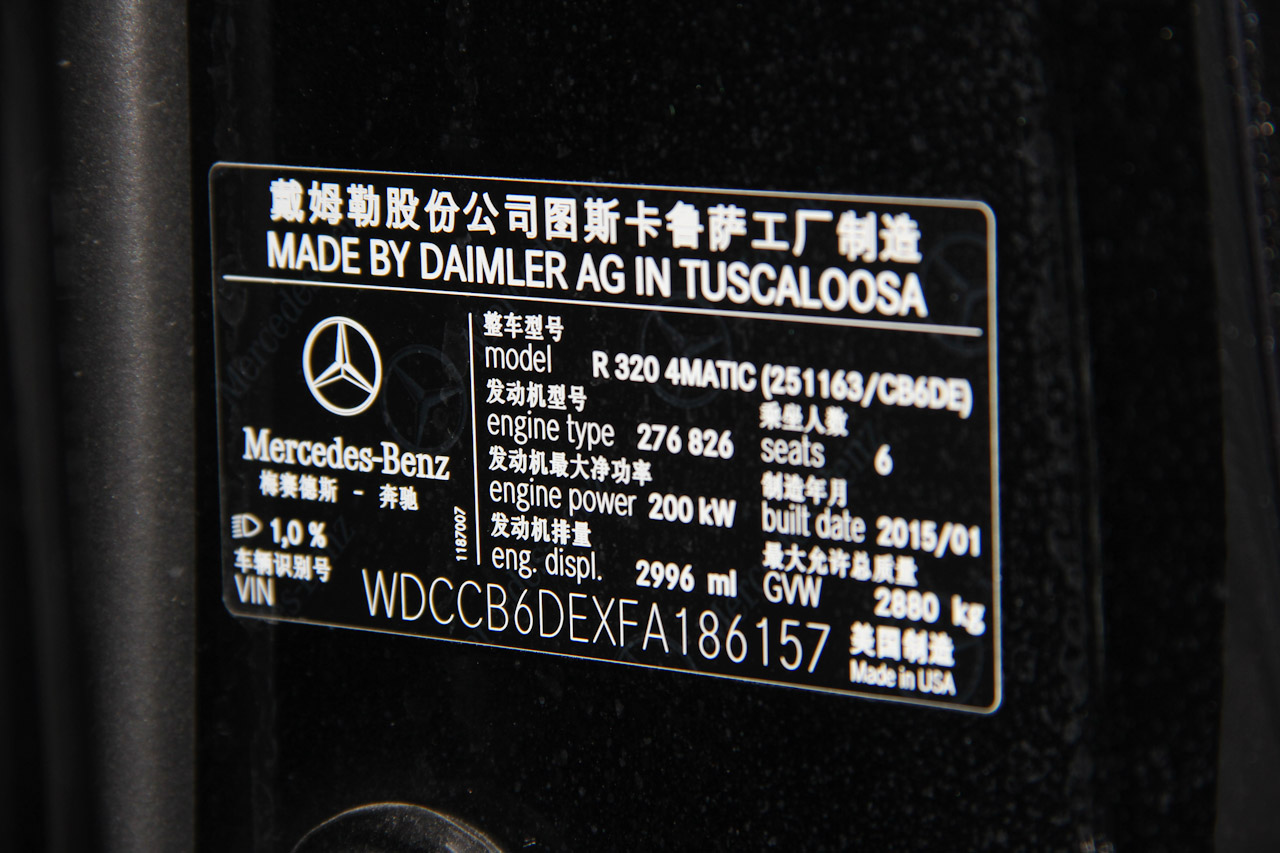 戴姆勒股份公司图斯卡鲁萨工厂制造
MADE BY DAIMLER AG IN TUSCALOOSA
Mercedes-Benz
梅赛德斯 - 奔驰
1,0 %
1187007
整车型号
model R 320 4MATIC (251163/CB6DE)
发动机型号 乘坐人数
engine type 276 826 seats 6
发动机最大净功率 制造年月
engine power 200 kW built date 2015/01
发动机排量 最大允许总质量
eng. displ. 2996 ml GVW 2880 kg
车辆识别号
VIN WDCCB6DEXFA186157
美国制造
Made in USA